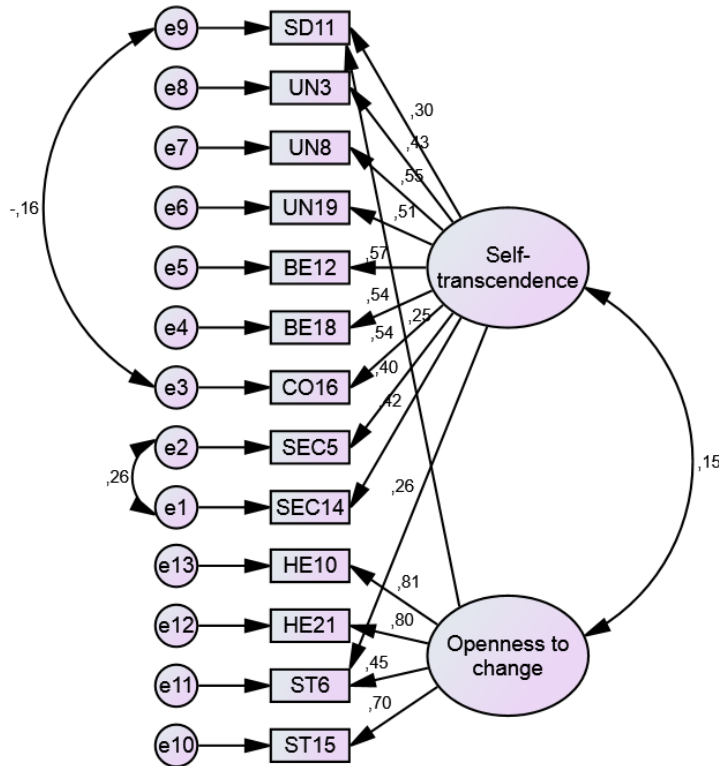 e9 SD11
e8 UN3
,30
,43
e7 UN8
,55
e6 UN19
,51
-,16
Self-
transcendence
e5 BE12
,57
,54
e4 BE18
,25
,54
e3 CO16
,40
,42
e2 SEC5
,15
,26
e1 SEC14
,26
e13 HE10
,81
e12 HE21
,80
Openness to
change
,45
e11 ST6
,70
e10 ST15